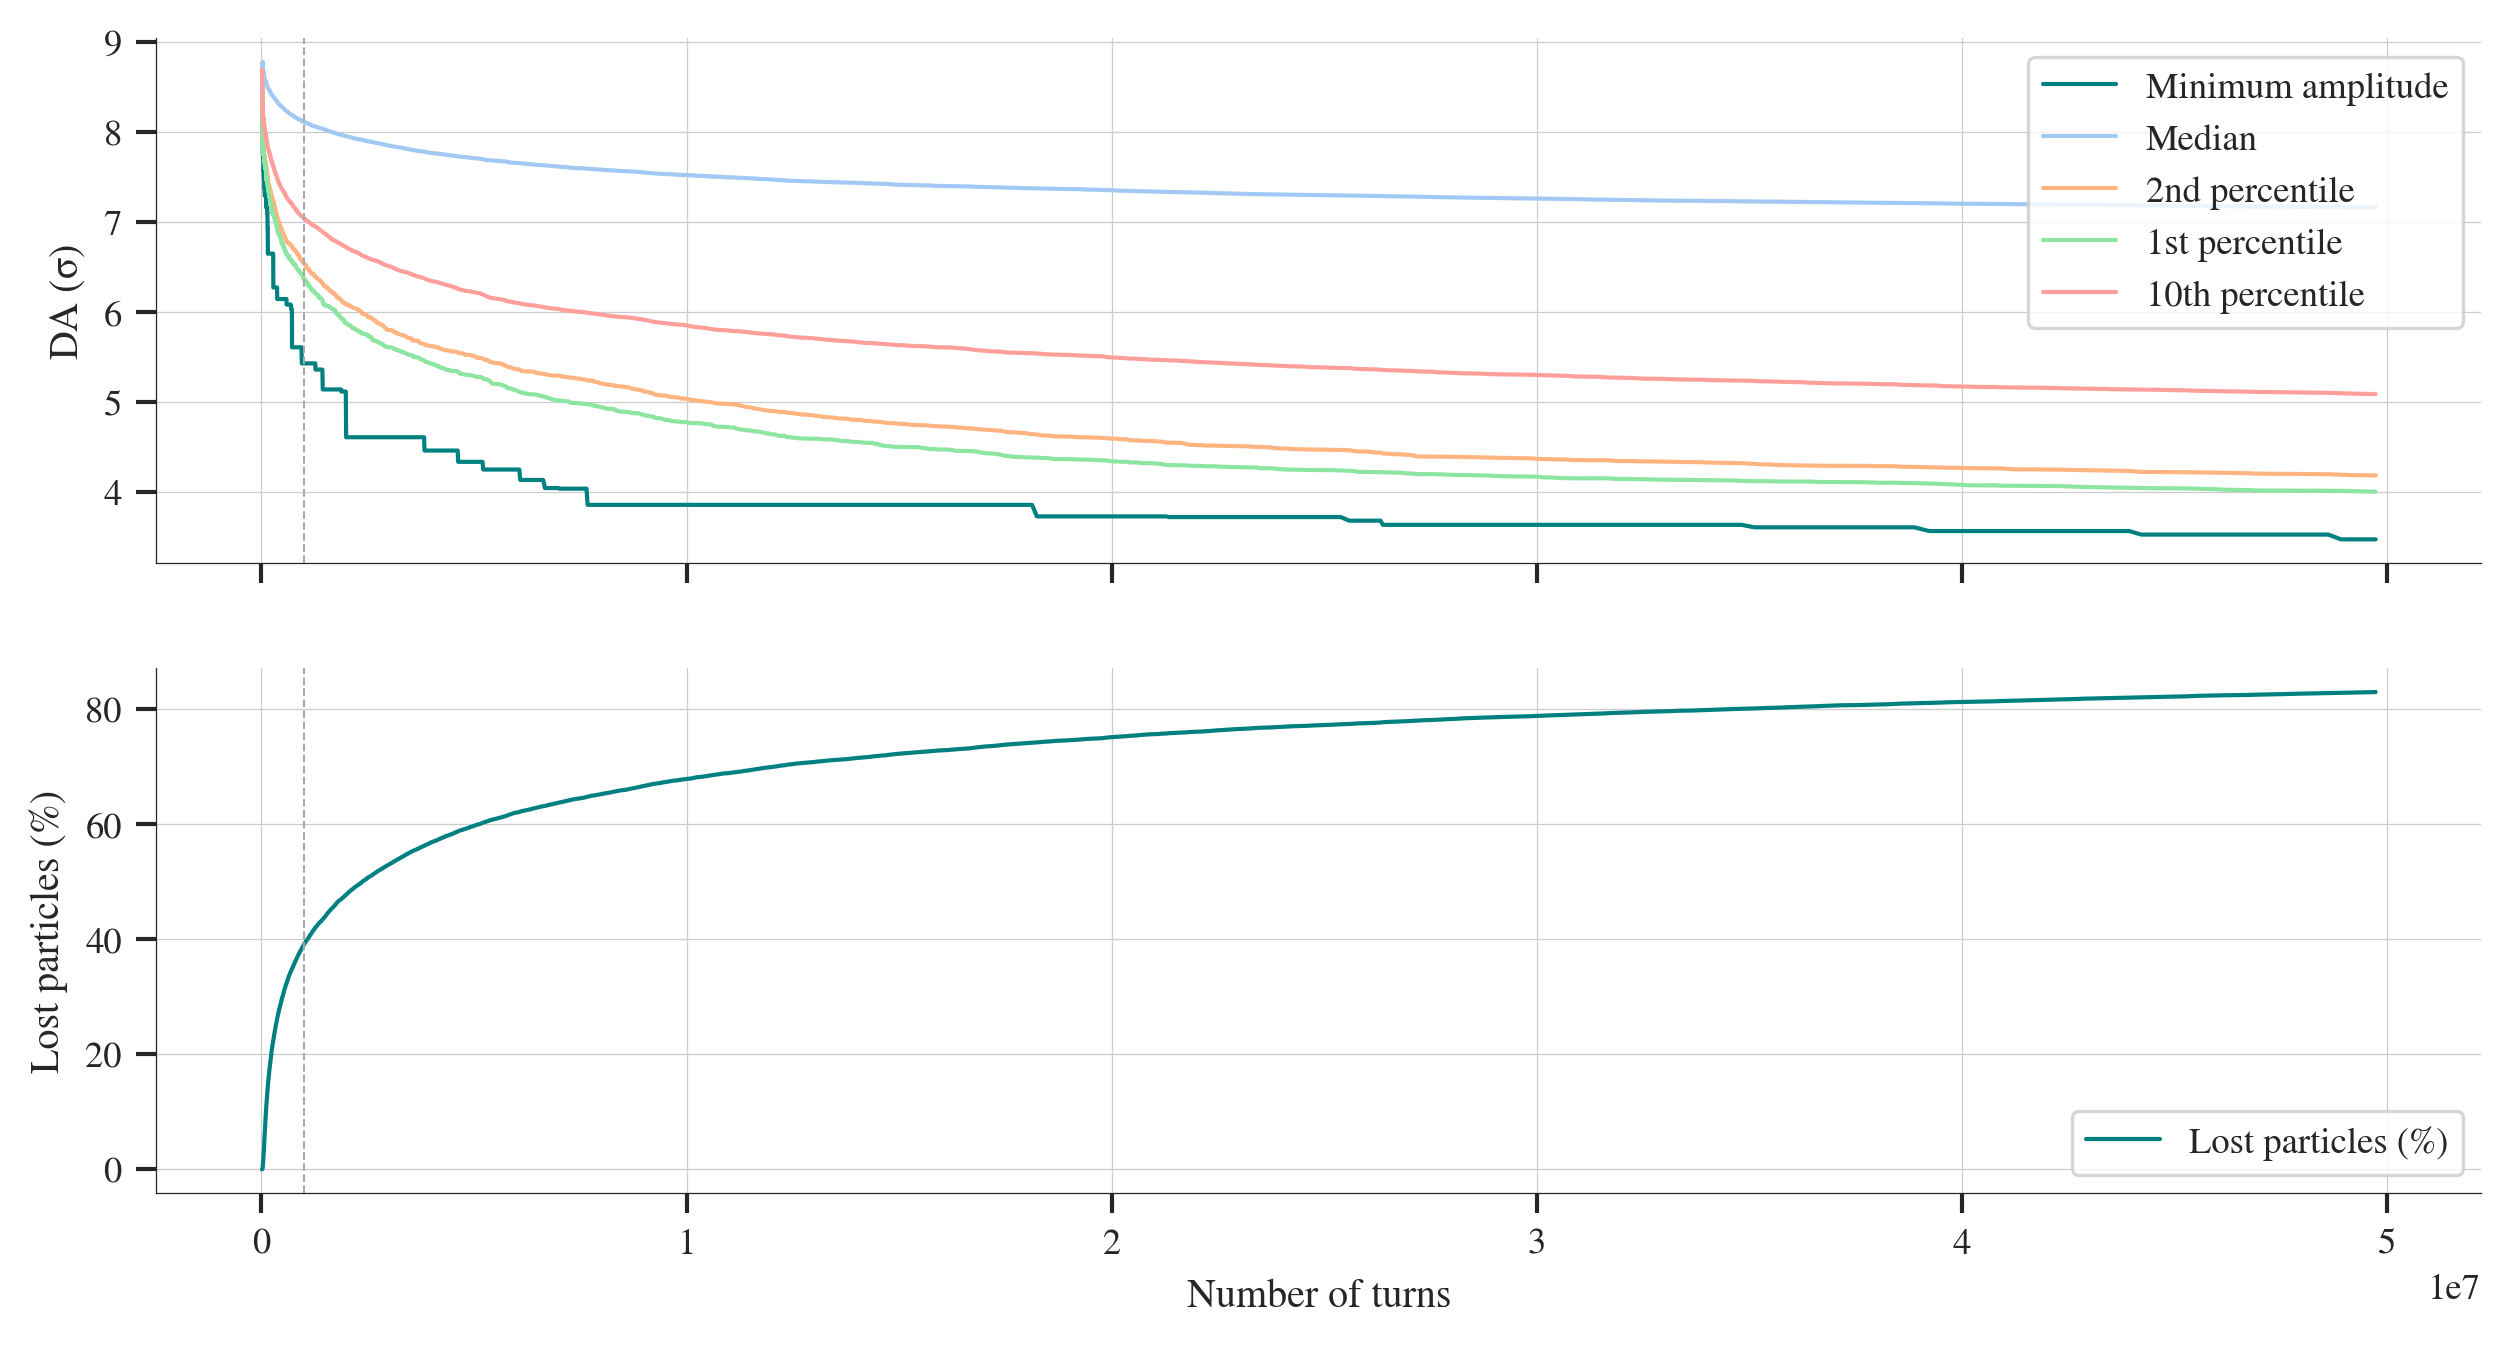 9
8
7
6
5
4
DA (σ)
Minimum amplitude
Median
2nd percentile
1st percentile
10th percentile
80
60
40
20
0
Lost particles (%)
Lost particles (%)
0 1 2 3 4 5
Number of turns
1e7